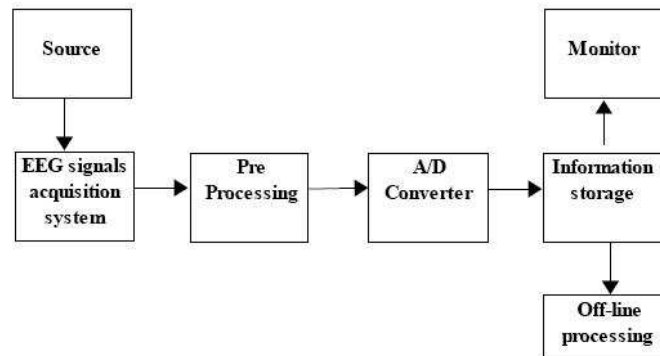 Source
Monitor
EEG signals
acquisition
system
Pre
Processing
A/D
Converter
Information
storage
Off-line
processing